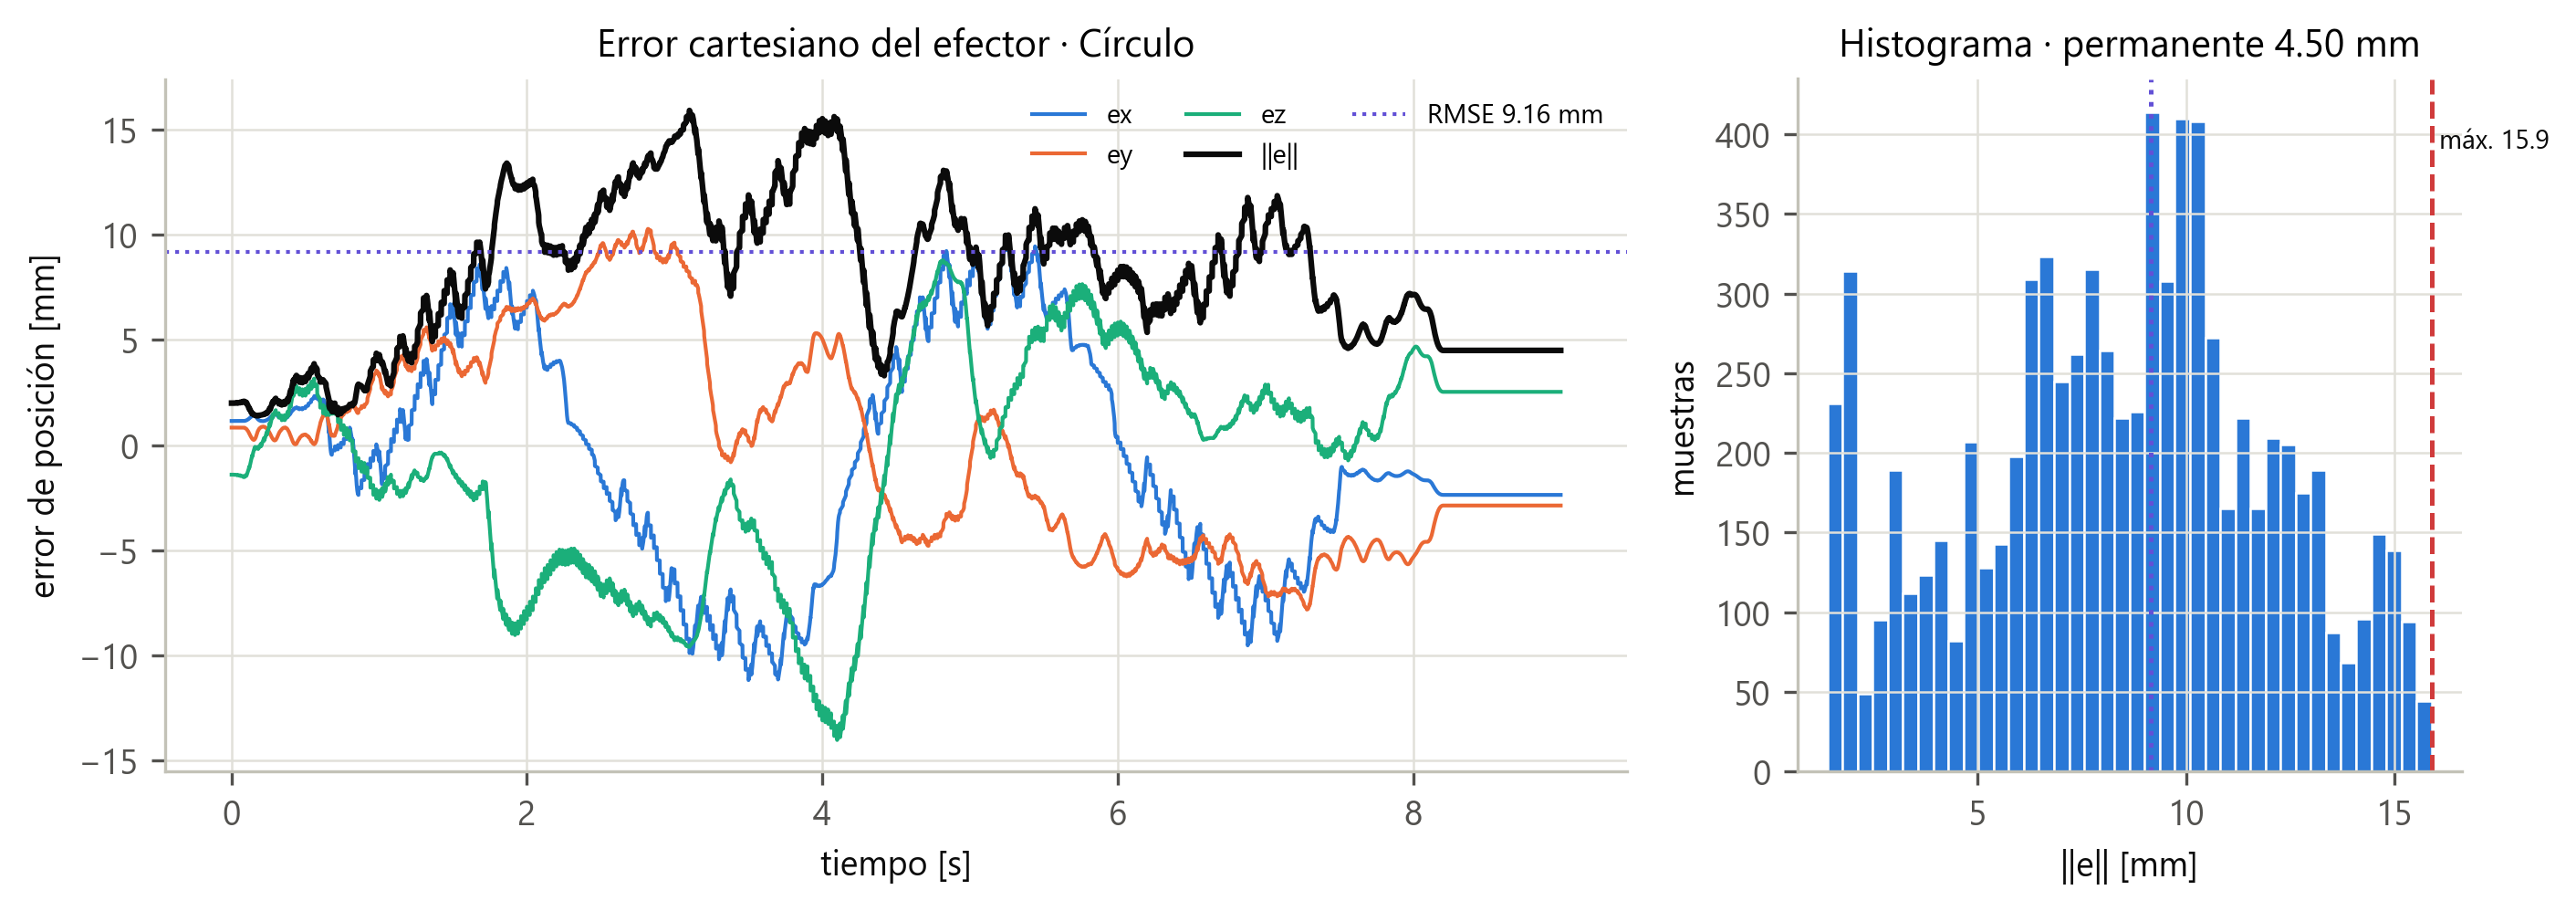 Error cartesiano del efector · Círculo
error de posición [mm]
15
10
5
0
−5
−10
−15
ex
ey
ez
||e||
RMSE 9.16 mm
0 2 4 6 8
tiempo [s]
Histograma · permanente 4.50 mm
muestras
400
350
300
250
200
150
100
50
0
máx. 15.9
5 10 15
||e|| [mm]